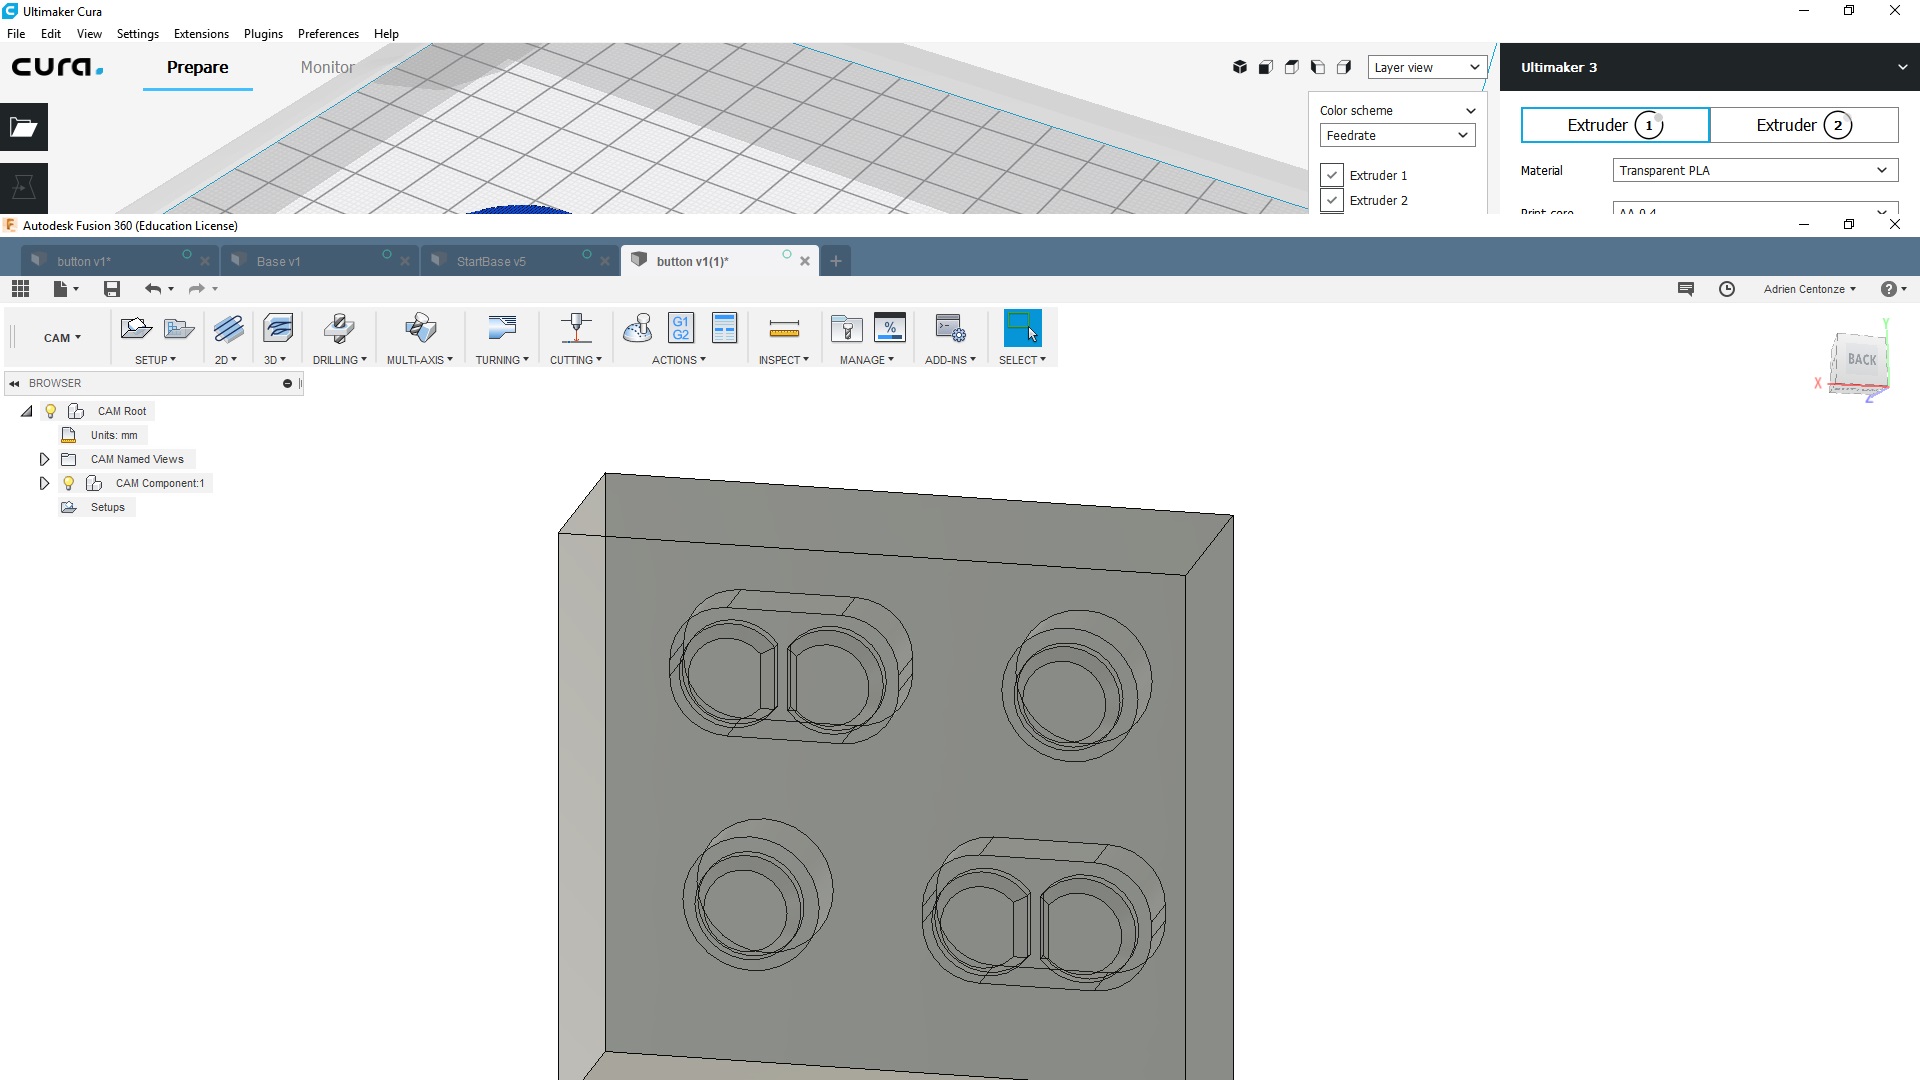 Ultimaker Cura
File Edit View Settings Extensions Plugins Preferences Help
cura. Prepare Monitor Layer view Ultimaker 3
Color scheme
Feedrate
Extruder 1 Extruder 2
Extruder 1
Extruder 2
Material Transparent PLA
Print core AA 0.4
Autodesk Fusion 360 (Education License)
button v1* Base v1 StartBase v5 button v1(1)* +
Adrien Centonze ?
CAM
G1
G2
%
SETUP 2D 3D DRILLING MULTI-AXIS TURNING CUTTING ACTIONS INSPECT MANAGE ADD-INS SELECT
BROWSER
CAM Root
Units: mm
CAM Named Views
CAM Component:1
Setups
Y
BACK
X
Z